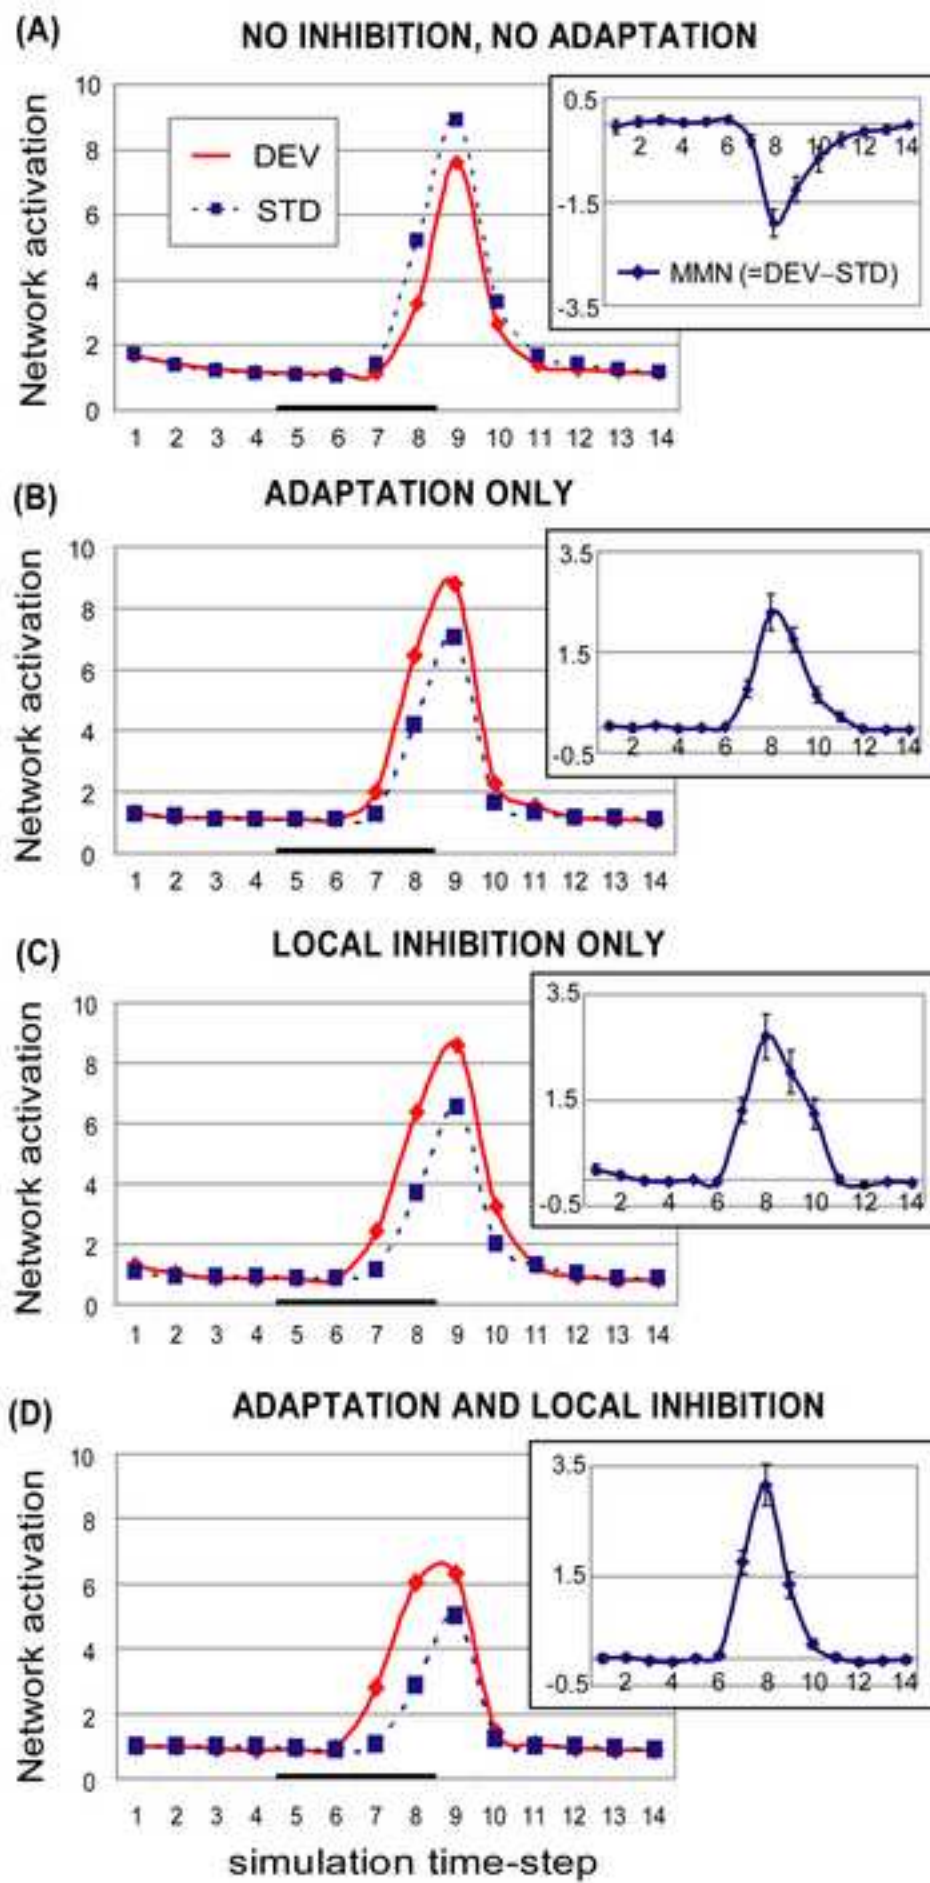 (A)
NO INHIBITION, NO ADAPTATION
Network activation
10
8
6
4
2
0
DEV
STD
0.5
-1.5
-3.5
2 4 6 8 10 12 14
MMN (=DEV–STD)
1 2 3 4 5 6 7 8 9 10 11 12 13 14
(B)
ADAPTATION ONLY
Network activation
10
8
6
4
2
0
3.5
1.5
-0.5
2 4 6 8 10 12 14
1 2 3 4 5 6 7 8 9 10 11 12 13 14
(C)
LOCAL INHIBITION ONLY
Network activation
10
8
6
4
2
0
3.5
1.5
-0.5
2 4 6 8 10 12 14
1 2 3 4 5 6 7 8 9 10 11 12 13 14
(D)
ADAPTATION AND LOCAL INHIBITION
Network activation
10
8
6
4
2
0
3.5
1.5
-0.5
2 4 6 8 10 12 14
1 2 3 4 5 6 7 8 9 10 11 12 13 14
simulation time-step